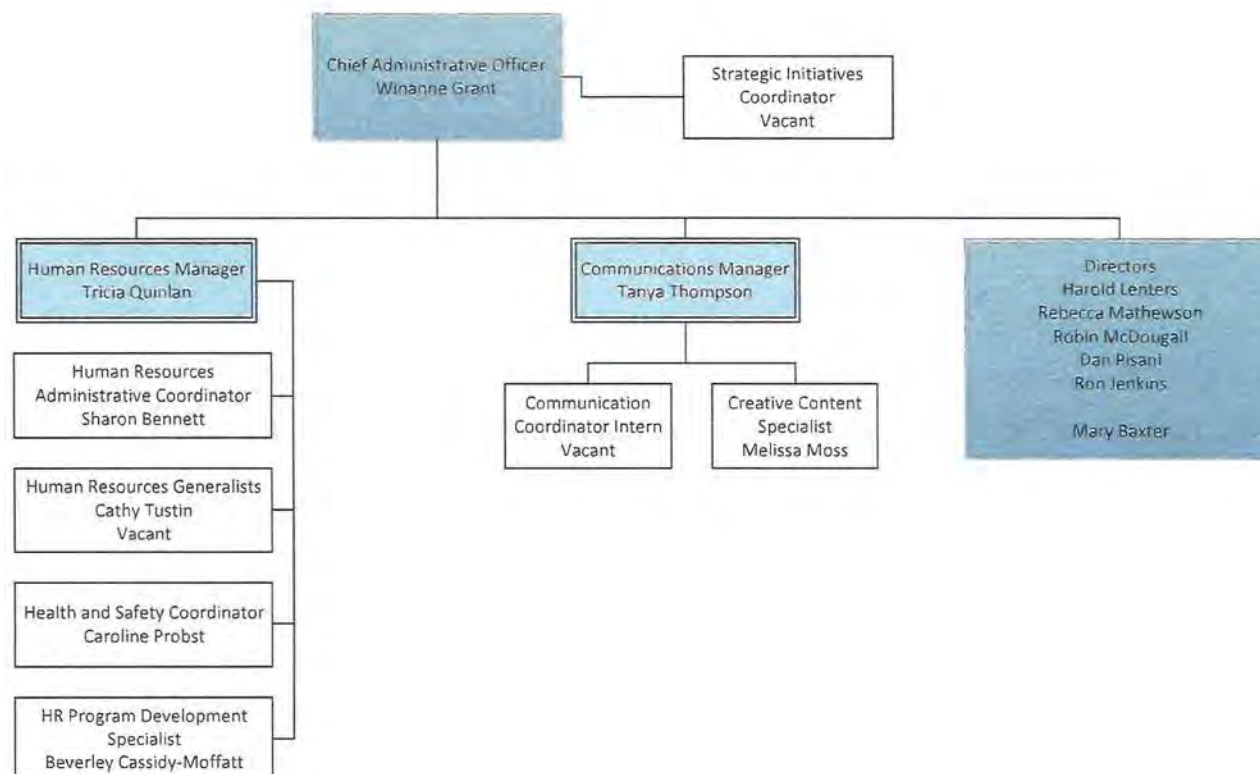 Chief Administrative Officer
Winanne Grant
Strategic Initiatives
Coordinator
Vacant
Human Resources Manager
Tricia Quinlan
Human Resources
Administrative Coordinator
Sharon Bennett
Human Resources Generalists
Cathy Tustin
Vacant
Health and Safety Coordinator
Caroline Probst
HR Program Development
Specialist
Beverley Cassidy-Moffatt
Communications Manager
Tanya Thompson
Communication
Coordinator Intern
Vacant
Creative Content
Specialist
Melissa Moss
Directors
Harold Lenters
Rebecca Mathewson
Robin McDougall
Dan Pisani
Ron Jenkins
Mary Baxter